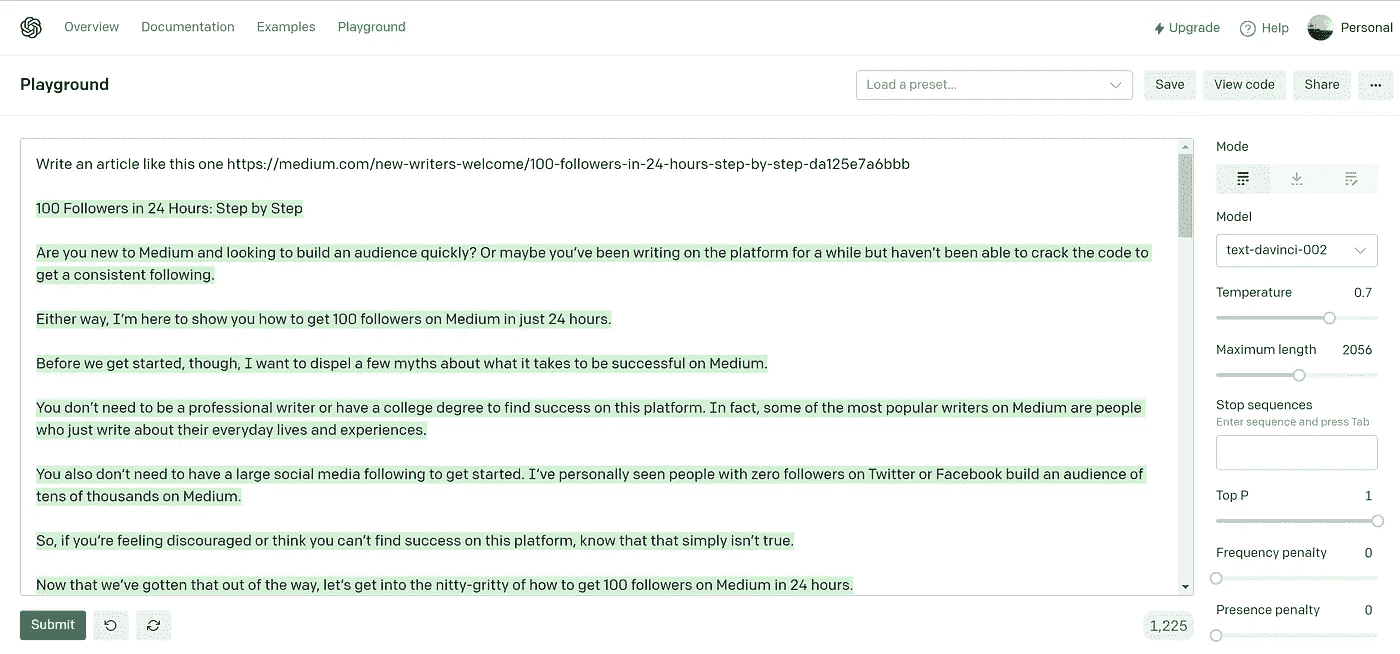 Overview Documentation Examples Playground Upgrade Help Personal
Playground Load a preset... Save View code Share ...
Write an article like this one https://medium.com/new-writers-welcome/100-followers-in-24-hours-step-by-step-da125e7a6bbb
100 Followers in 24 Hours: Step by Step
Are you new to Medium and looking to build an audience quickly? Or maybe you’ve been writing on the platform for a while but haven’t been able to crack the code to
get a consistent following.
Either way, I’m here to show you how to get 100 followers on Medium in just 24 hours.
Before we get started, though, I want to dispel a few myths about what it takes to be successful on Medium.
You don’t need to be a professional writer or have a college degree to find success on this platform. In fact, some of the most popular writers on Medium are people
who just write about their everyday lives and experiences.
You also don’t need to have a large social media following to get started. I’ve personally seen people with zero followers on Twitter or Facebook build an audience of
tens of thousands on Medium.
So, if you’re feeling discouraged or think you can’t find success on this platform, know that that simply isn’t true.
Now that we’ve gotten that out of the way, let’s get into the nitty-gritty of how to get 100 followers on Medium in 24 hours.
Submit 1,225
Mode
Model
text-davinci-002
Temperature 0.7
Maximum length 2056
Stop sequences
Enter sequence and press Tab
Top P 1
Frequency penalty 0
Presence penalty 0